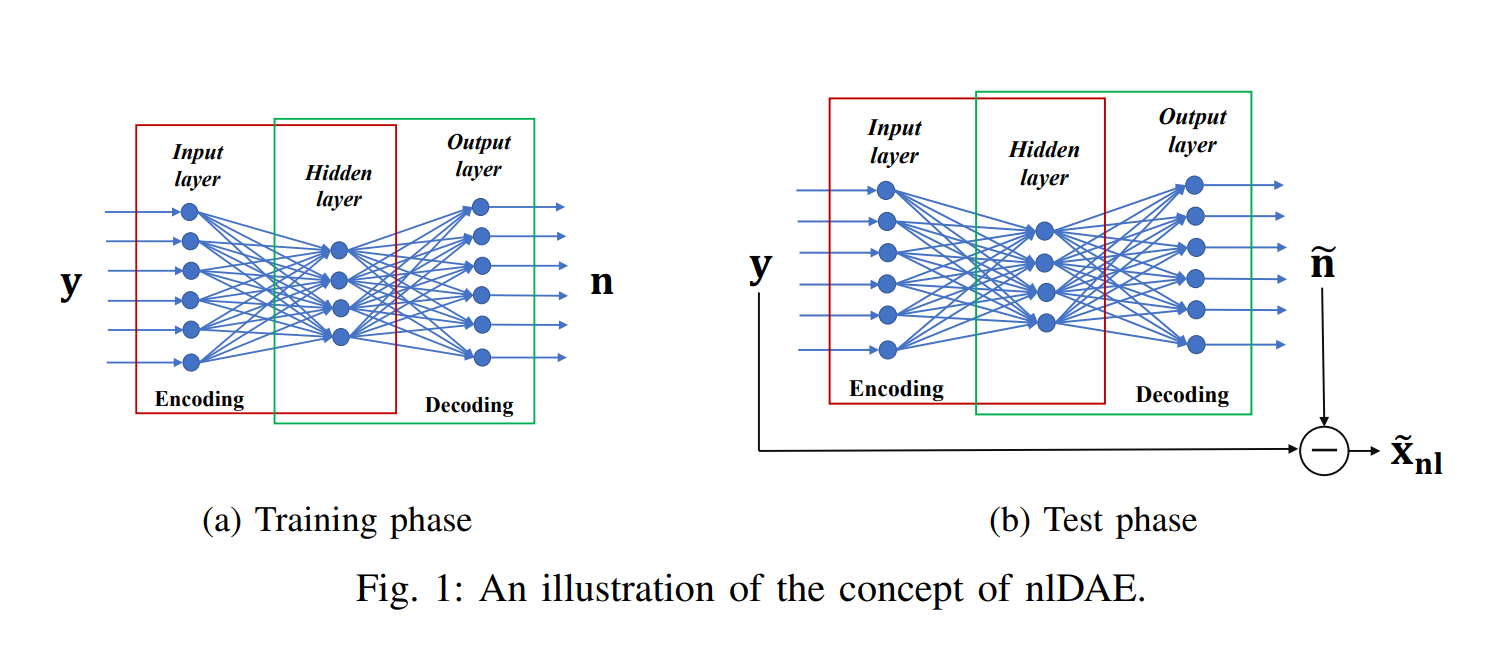 Input
layer
Hidden
layer
Output
layer
y
n
Encoding
Decoding
(a) Training phase
Input
layer
Hidden
layer
Output
layer
y
ñ
Encoding
Decoding
−
x̃ₙₗ
(b) Test phase
Fig. 1: An illustration of the concept of nlDAE.